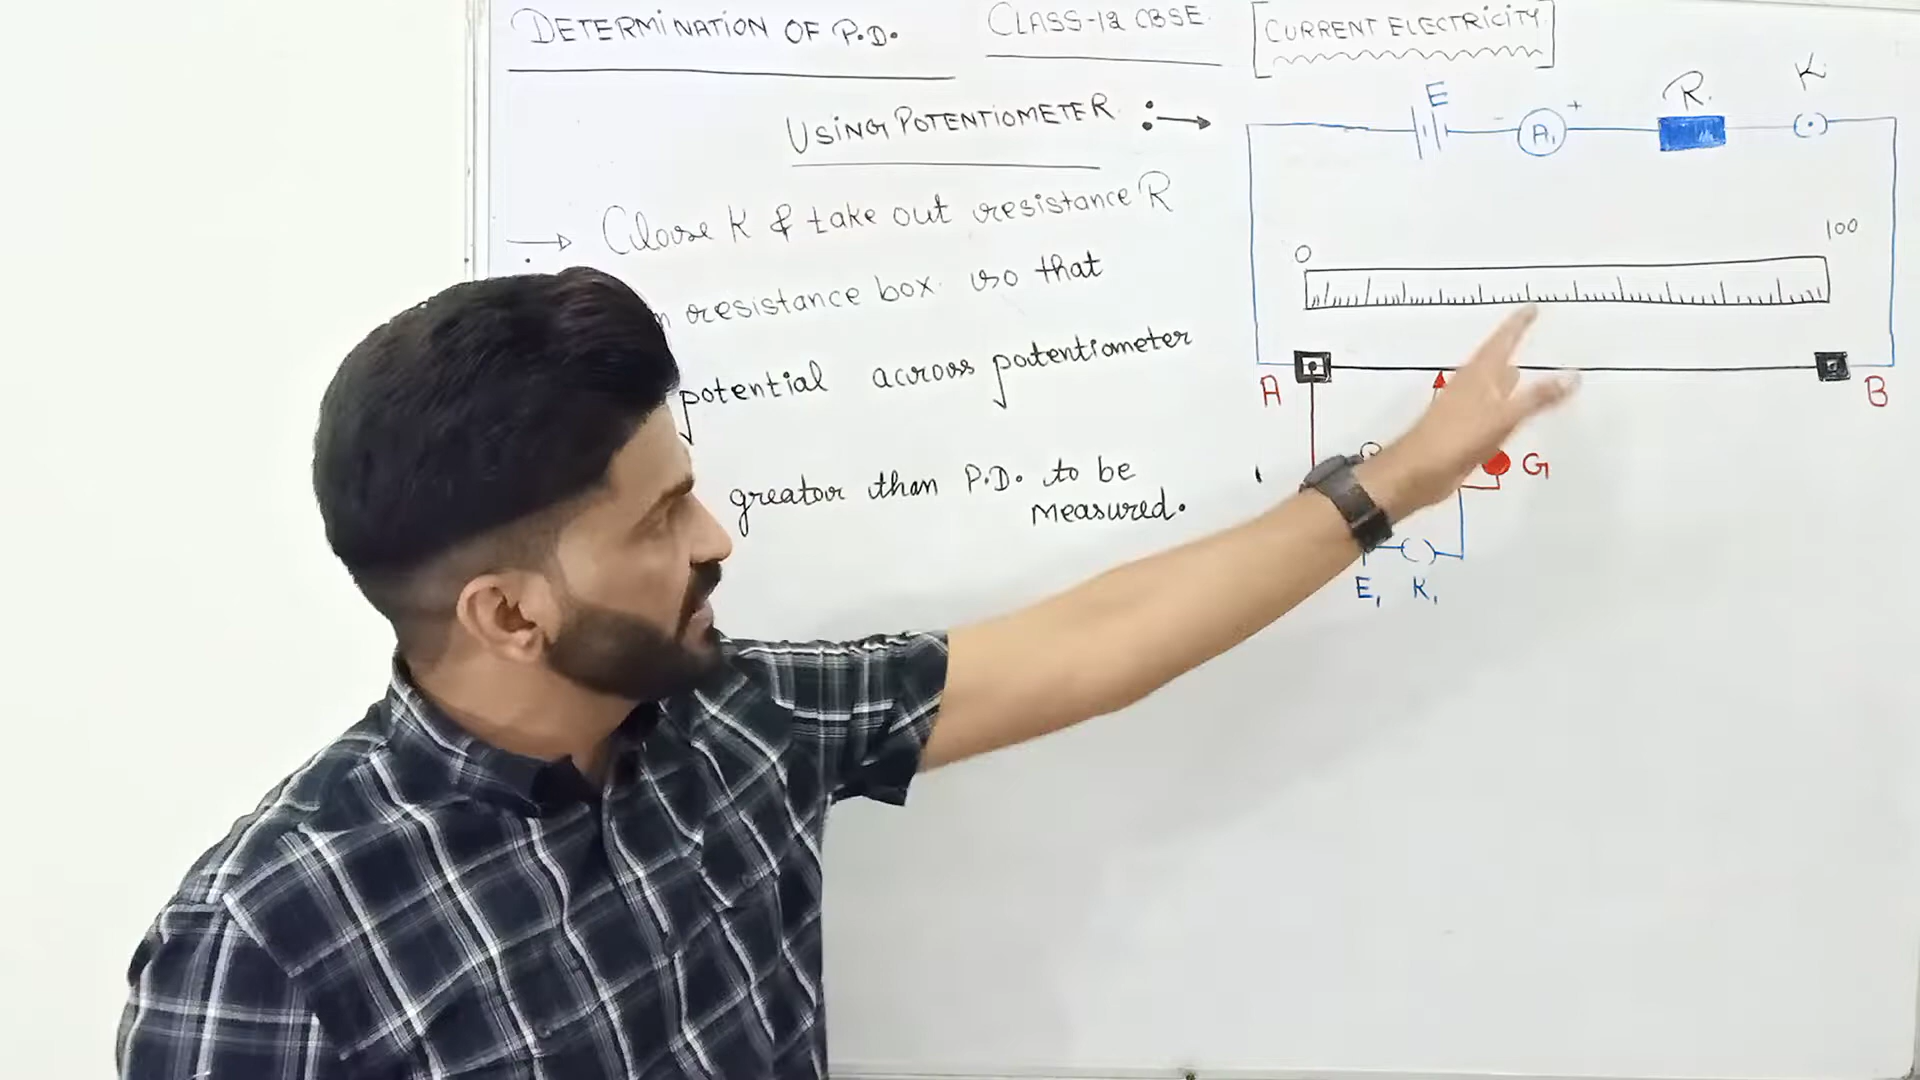 DETERMINATION OF P.D.
CLASS-12 CBSE.
[CURRENT ELECTRICITY]
USING POTENTIOMETER :→
→ Close K & take out resistance R
resistance box. so that
potential across potentiometer
greater than P.D. to be
measured.
E
- A₁ +
R.
K
0
100
A
B
G
E₁ K₁